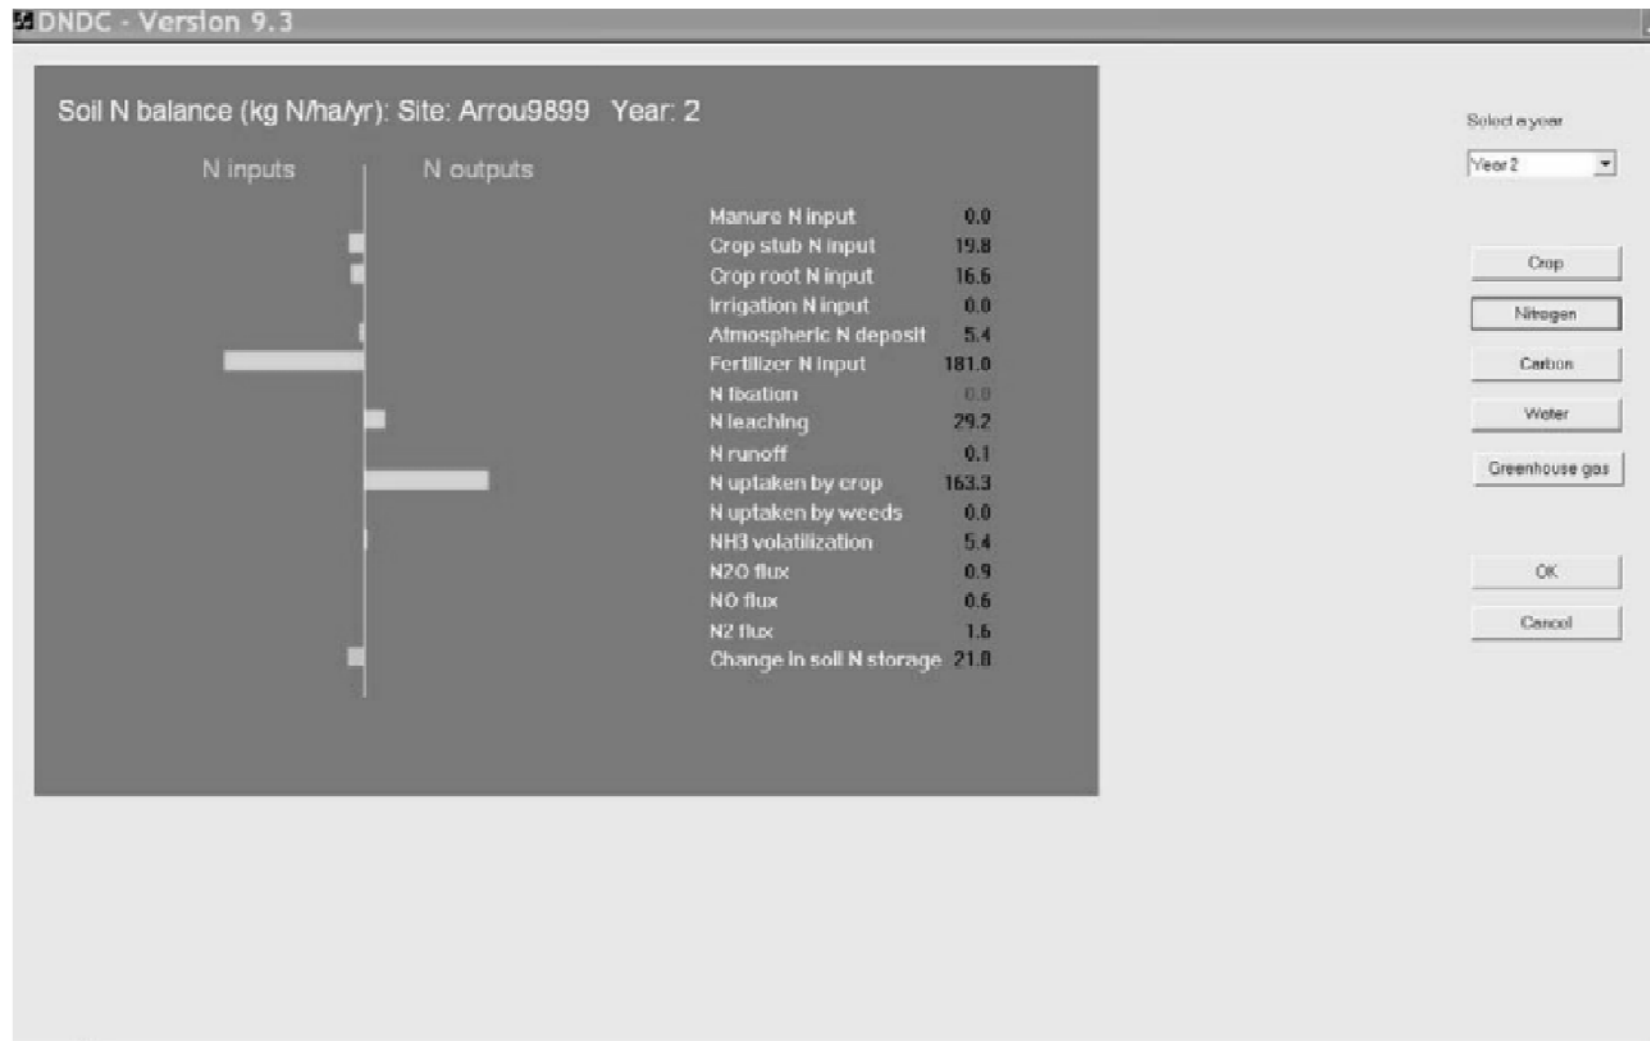 DNDC - Version 9.3
Soil N balance (kg N/ha/yr): Site: Arrou9899 Year: 2
N inputs N outputs
Manure N input 0.0
Crop stub N input 19.8
Crop root N input 16.6
Irrigation N input 0.0
Atmospheric N deposit 5.4
Fertilizer N input 181.0
N fixation 0.0
N leaching 29.2
N runoff 0.1
N uptaken by crop 163.3
N uptaken by weeds 0.0
NH3 volatilization 5.4
N2O flux 0.9
NO flux 0.6
N2 flux 1.6
Change in soil N storage 21.8
Select a year
Year 2
Crop
Nitrogen
Carbon
Water
Greenhouse gas
OK
Cancel